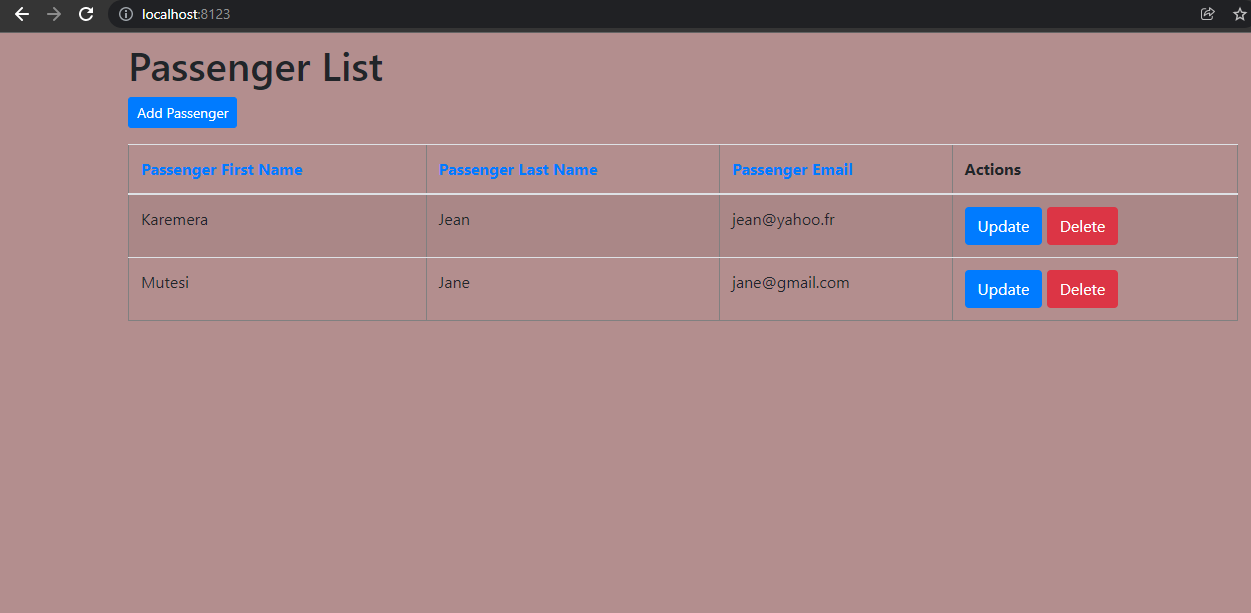 localhost:8123
Passenger List
Add Passenger
Passenger First Name Passenger Last Name Passenger Email Actions
Karemera Jean jean@yahoo.fr Update Delete
Mutesi Jane jane@gmail.com Update Delete